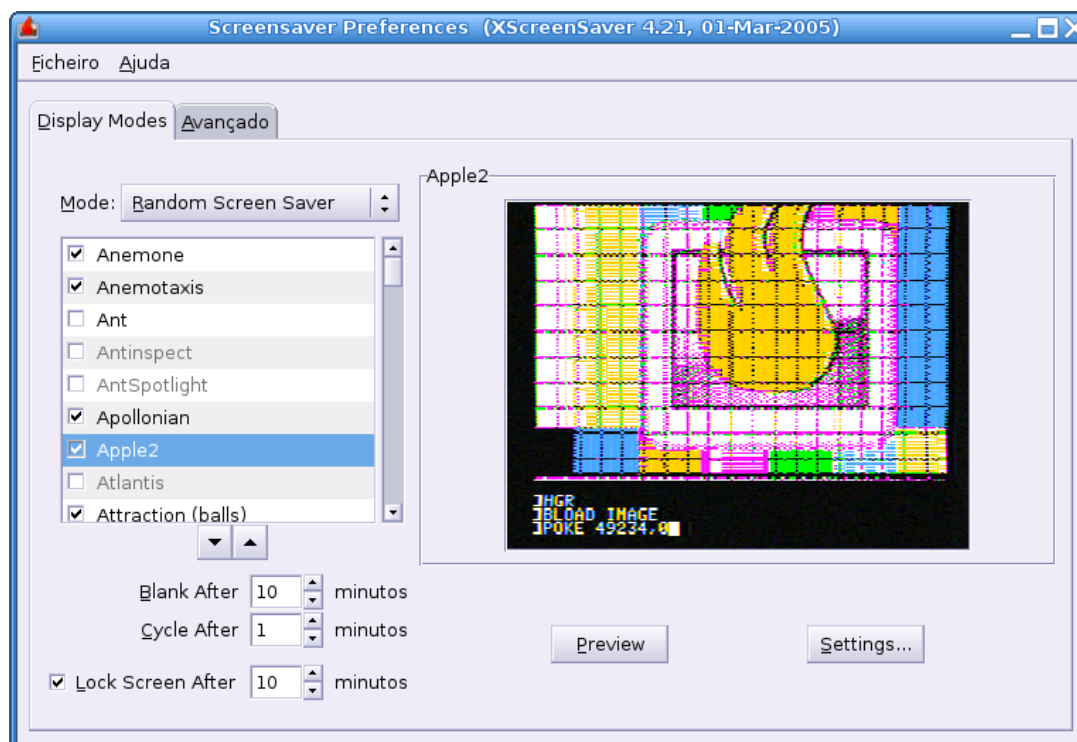 Screensaver Preferences  (XScreenSaver 4.21, 01-Mar-2005)
Ficheiro Ajuda
Display Modes Avançado
Mode: Random Screen Saver
Anemone
Anemotaxis
Ant
Antinspect
AntSpotlight
Apollonian
Apple2
Atlantis
Attraction (balls)
Blank After 10 minutos
Cycle After 1 minutos
Lock Screen After 10 minutos
Apple2
]HGR
]BLOAD IMAGE
]POKE 49234,0
Preview Settings...